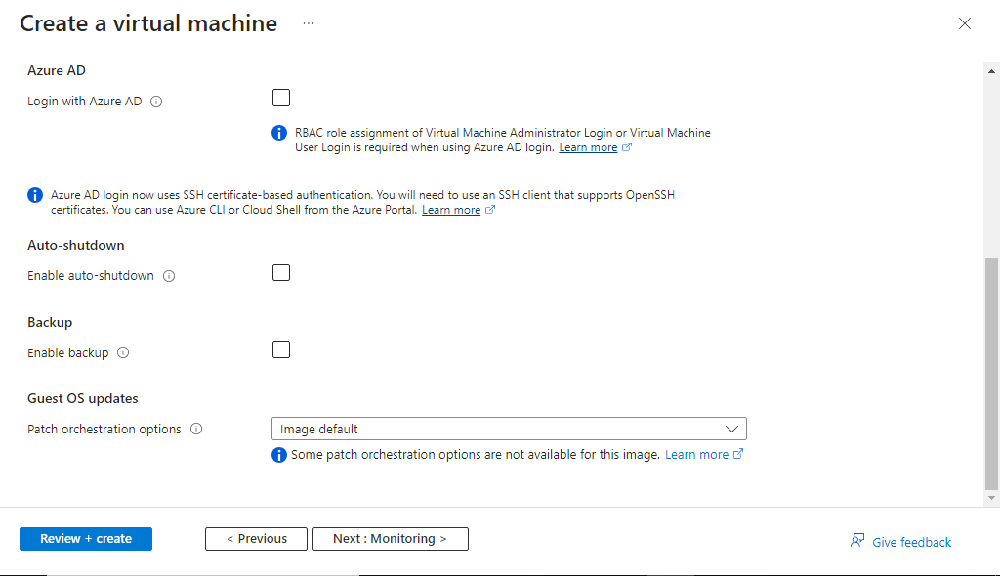 Create a virtual machine ...
Azure AD
Login with Azure AD
RBAC role assignment of Virtual Machine Administrator Login or Virtual Machine
User Login is required when using Azure AD login. Learn more
Azure AD login now uses SSH certificate-based authentication. You will need to use an SSH client that supports OpenSSH
certificates. You can use Azure CLI or Cloud Shell from the Azure Portal. Learn more
Auto-shutdown
Enable auto-shutdown
Backup
Enable backup
Guest OS updates
Patch orchestration options
Image default
Some patch orchestration options are not available for this image. Learn more
Review + create
< Previous
Next : Monitoring >
Give feedback